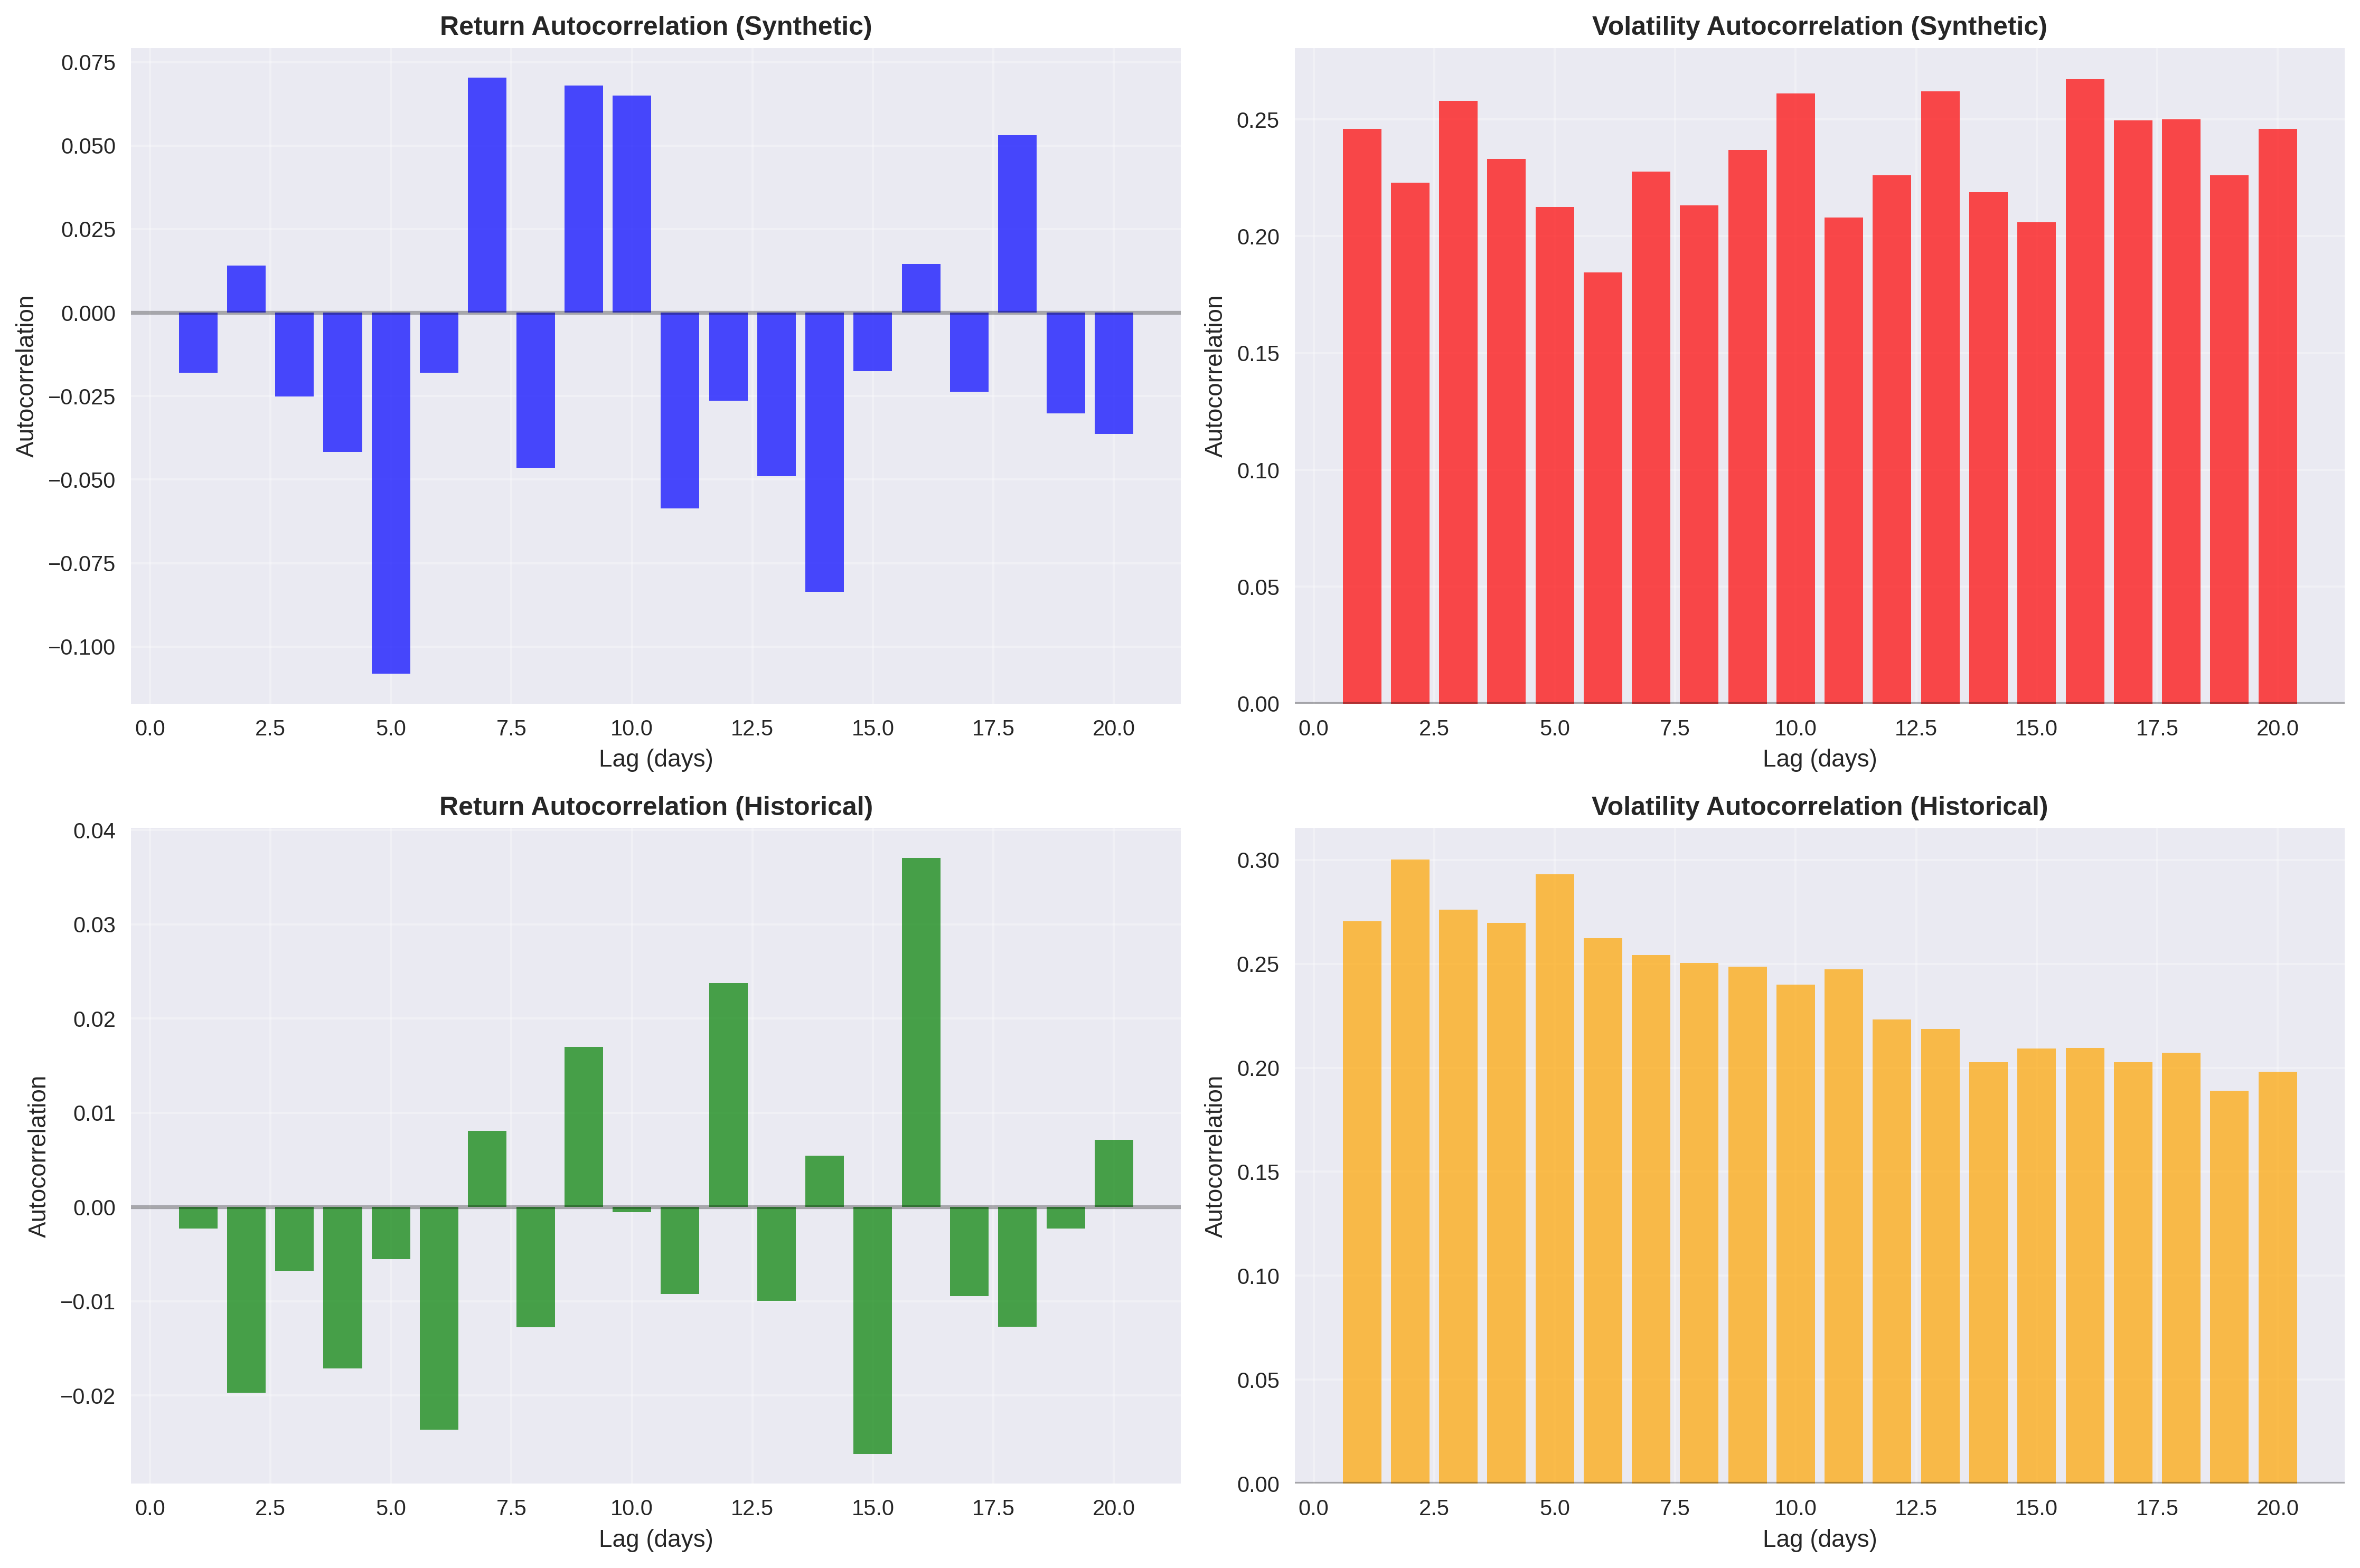 Return Autocorrelation (Synthetic)
0.075
0.050
0.025
0.000
−0.025
−0.050
−0.075
−0.100
Autocorrelation
0.0 2.5 5.0 7.5 10.0 12.5 15.0 17.5 20.0
Lag (days)
Volatility Autocorrelation (Synthetic)
0.25
0.20
0.15
0.10
0.05
0.00
Autocorrelation
0.0 2.5 5.0 7.5 10.0 12.5 15.0 17.5 20.0
Lag (days)
Return Autocorrelation (Historical)
0.04
0.03
0.02
0.01
0.00
−0.01
−0.02
Autocorrelation
0.0 2.5 5.0 7.5 10.0 12.5 15.0 17.5 20.0
Lag (days)
Volatility Autocorrelation (Historical)
0.30
0.25
0.20
0.15
0.10
0.05
0.00
Autocorrelation
0.0 2.5 5.0 7.5 10.0 12.5 15.0 17.5 20.0
Lag (days)